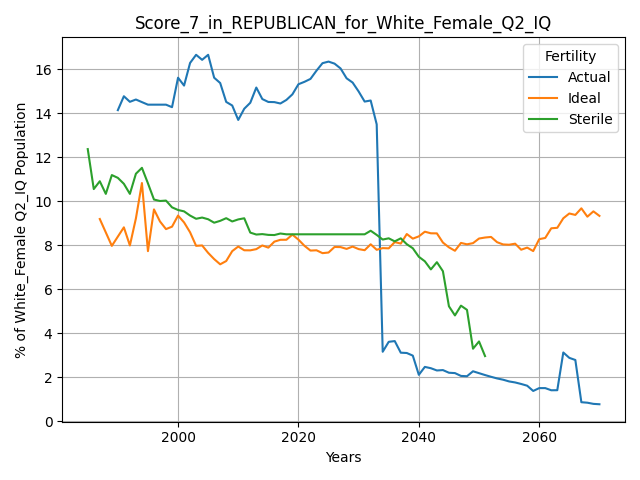 Score_7_in_REPUBLICAN_for_White_Female_Q2_IQ
% of White_Female Q2_IQ Population
16
14
12
10
8
6
4
2
0
Fertility
Actual
Ideal
Sterile
2000
2020
2040
2060
Years